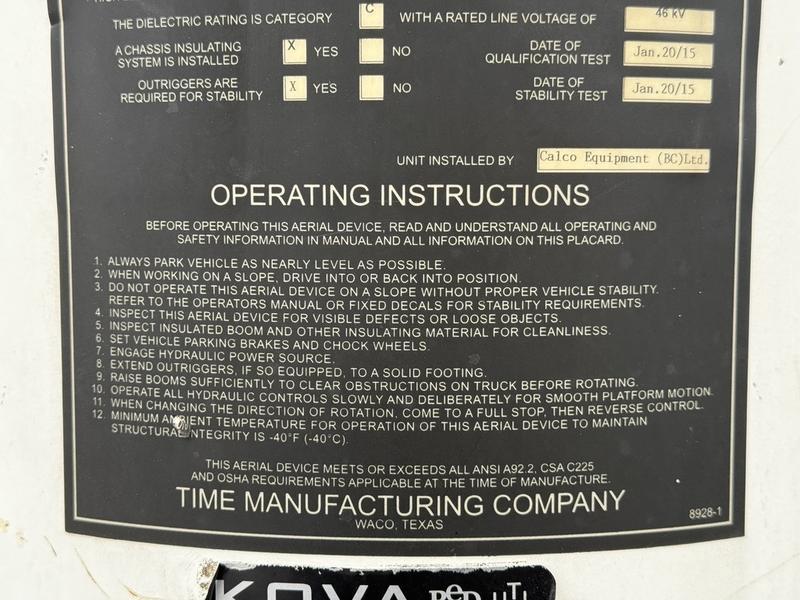 THE DIELECTRIC RATING IS CATEGORY C WITH A RATED LINE VOLTAGE OF 46 kV
A CHASSIS INSULATING SYSTEM IS INSTALLED X YES NO DATE OF QUALIFICATION TEST Jan.20/15
OUTRIGGERS ARE REQUIRED FOR STABILITY X YES NO DATE OF STABILITY TEST Jan.20/15
UNIT INSTALLED BY Calco Equipment (BC)Ltd.
OPERATING INSTRUCTIONS
BEFORE OPERATING THIS AERIAL DEVICE, READ AND UNDERSTAND ALL OPERATING AND
SAFETY INFORMATION IN MANUAL AND ALL INFORMATION ON THIS PLACARD.
1. ALWAYS PARK VEHICLE AS NEARLY LEVEL AS POSSIBLE.
2. WHEN WORKING ON A SLOPE, DRIVE INTO OR BACK INTO POSITION.
3. DO NOT OPERATE THIS AERIAL DEVICE ON A SLOPE WITHOUT PROPER VEHICLE STABILITY.
REFER TO THE OPERATORS MANUAL OR FIXED DECALS FOR STABILITY REQUIREMENTS.
4. INSPECT THIS AERIAL DEVICE FOR VISIBLE DEFECTS OR LOOSE OBJECTS.
5. INSPECT INSULATED BOOM AND OTHER INSULATING MATERIAL FOR CLEANLINESS.
6. SET VEHICLE PARKING BRAKES AND CHOCK WHEELS.
7. ENGAGE HYDRAULIC POWER SOURCE.
8. EXTEND OUTRIGGERS, IF SO EQUIPPED, TO A SOLID FOOTING.
9. RAISE BOOMS SUFFICIENTLY TO CLEAR OBSTRUCTIONS ON TRUCK BEFORE ROTATING.
10. OPERATE ALL HYDRAULIC CONTROLS SLOWLY AND DELIBERATELY FOR SMOOTH PLATFORM MOTION.
11. WHEN CHANGING THE DIRECTION OF ROTATION, COME TO A FULL STOP, THEN REVERSE CONTROL.
12. MINIMUM AMBIENT TEMPERATURE FOR OPERATION OF THIS AERIAL DEVICE TO MAINTAIN
STRUCTURAL INTEGRITY IS -40°F (-40°C).
THIS AERIAL DEVICE MEETS OR EXCEEDS ALL ANSI A92.2, CSA C225
AND OSHA REQUIREMENTS APPLICABLE AT THE TIME OF MANUFACTURE.
TIME MANUFACTURING COMPANY
WACO, TEXAS
8928-1
KOVA